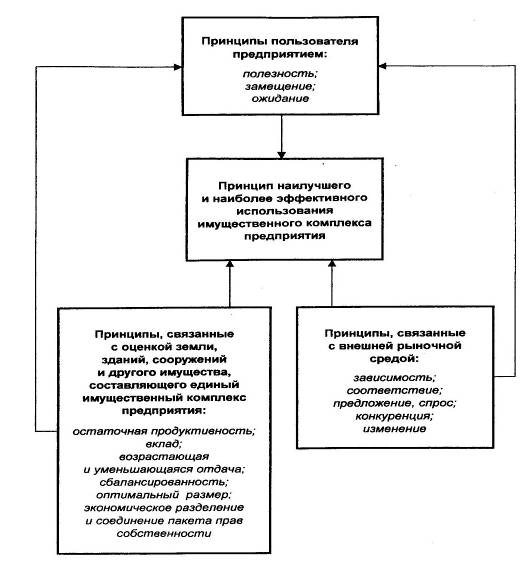 Принципы пользователя
предприятием:
полезность;
замещение;
ожидание
Принцип наилучшего
и наиболее эффективного
использования
имущественного комплекса
предприятия
Принципы, связанные
с оценкой земли,
зданий, сооружений
и другого имущества,
составляющего единый
имущественный комплекс
предприятия:
остаточная продуктивность;
вклад;
возрастающая
и уменьшающаяся отдача;
сбалансированность;
оптимальный размер;
экономическое разделение
и соединение пакета прав
собственности
Принципы, связанные
с внешней рыночной
средой:
зависимость;
соответствие;
предложение, спрос;
конкуренция;
изменение